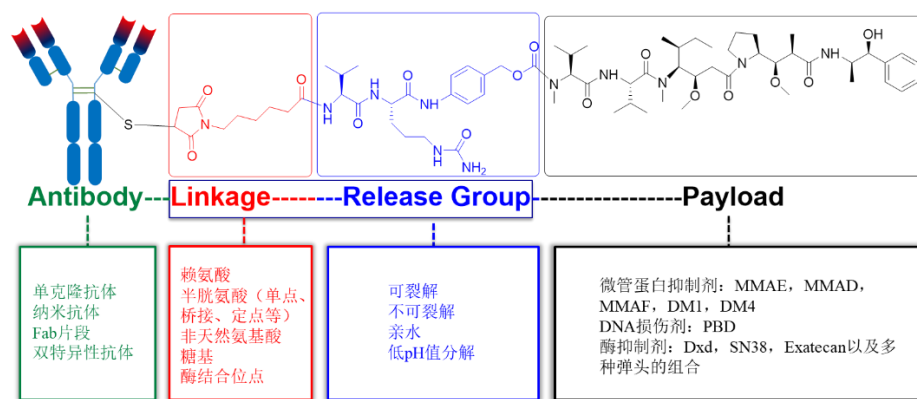 Antibody
Linkage
Release Group
Payload
单克隆抗体
纳米抗体
Fab片段
双特异性抗体
赖氨酸
半胱氨酸（单点、
桥接、定点等）
非天然氨基酸
糖基
酶结合位点
可裂解
不可裂解
亲水
低pH值分解
微管蛋白抑制剂：MMAE，MMAD，
MMAF，DM1，DM4
DNA损伤剂：PBD
酶抑制剂：Dxd，SN38，Exatecan以及多
种弹头的组合